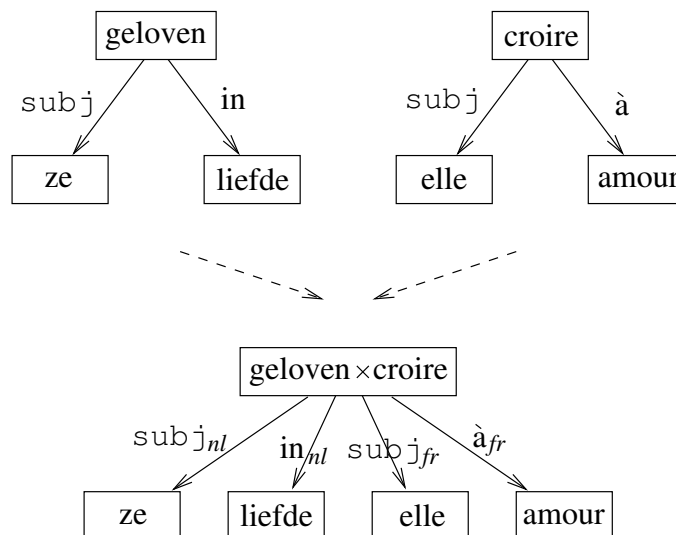 geloven croire
subj in subj à
ze liefde elle amour
geloven×croire
subj_nl in_nl subj_fr à_fr
ze liefde elle amour